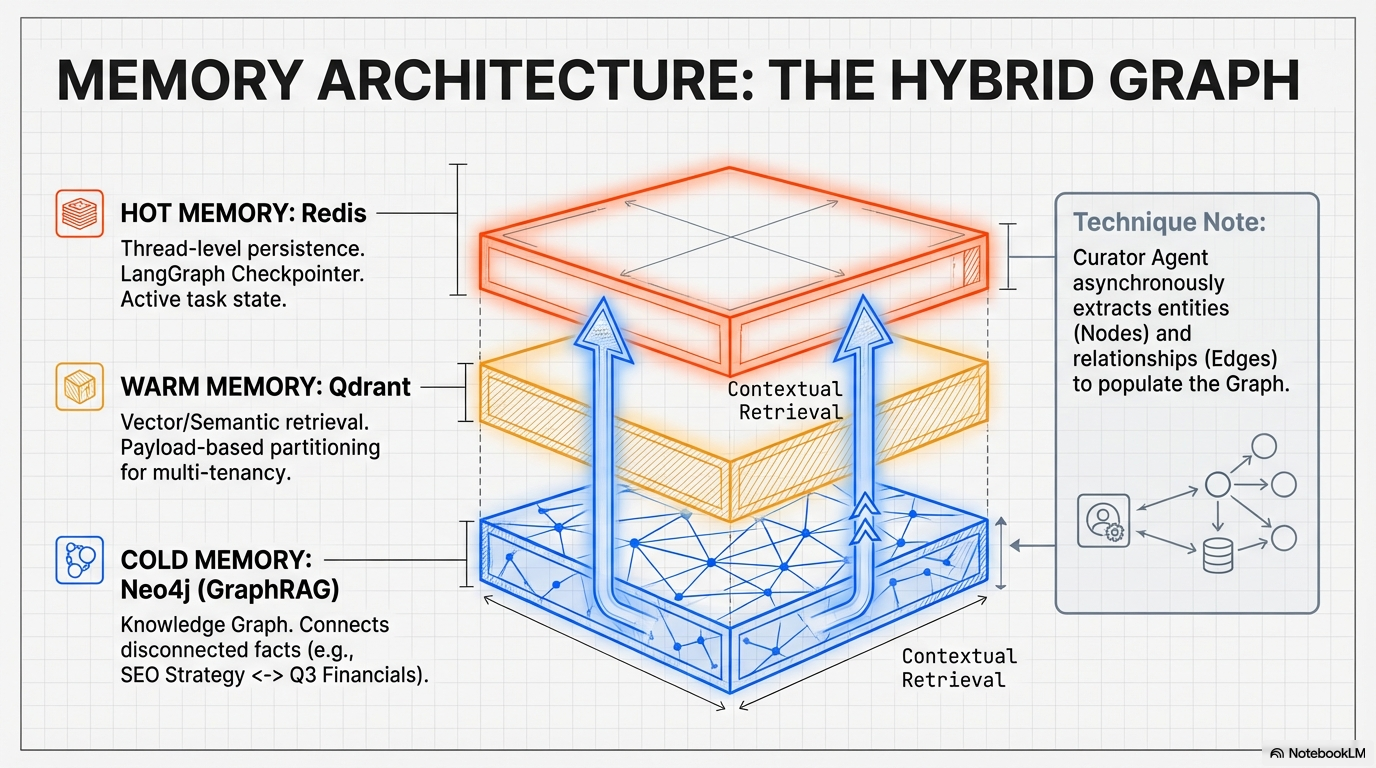 MEMORY ARCHITECTURE: THE HYBRID GRAPH
HOT MEMORY: Redis
Thread-level persistence.
LangGraph Checkpointer.
Active task state.
WARM MEMORY: Qdrant
Vector/Semantic retrieval.
Payload-based partitioning
for multi-tenancy.
COLD MEMORY:
Neo4j (GraphRAG)
Knowledge Graph. Connects
disconnected facts (e.g.,
SEO Strategy <-> Q3 Financials).
Contextual
Retrieval
Contextual
Retrieval
Technique Note:
Curator Agent
asynchronously
extracts entities
(Nodes) and
relationships (Edges)
to populate the Graph.
NotebookLM